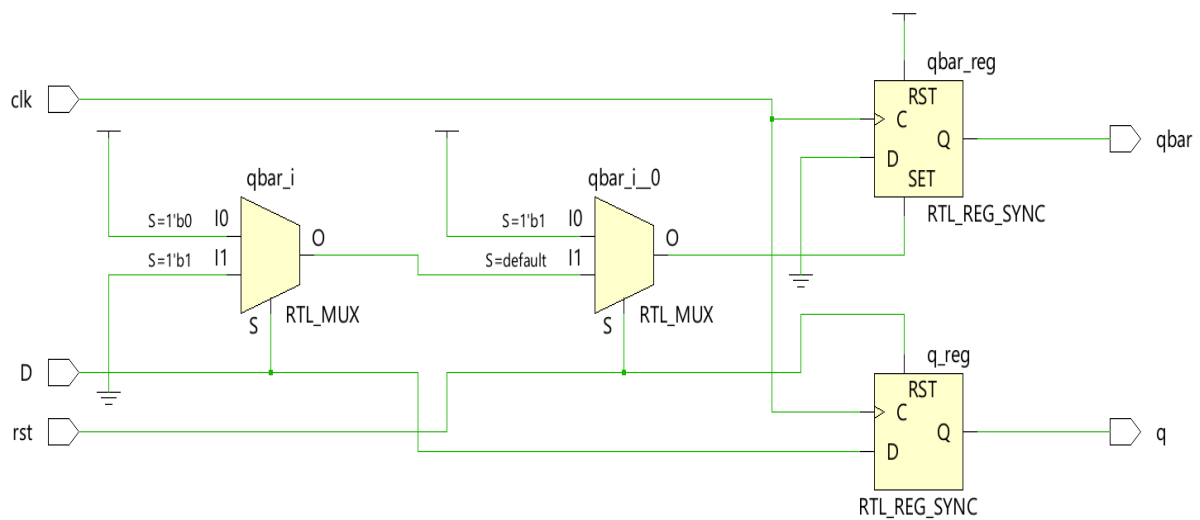 qbar_reg
clk
RST
C
Q
qbar
D
SET
RTL_REG_SYNC
qbar_i
S=1'b0
I0
S=1'b1
I1
O
S
RTL_MUX
qbar_i__0
S=1'b1
I0
S=default
I1
O
S
RTL_MUX
D
rst
q_reg
RST
C
Q
q
D
RTL_REG_SYNC